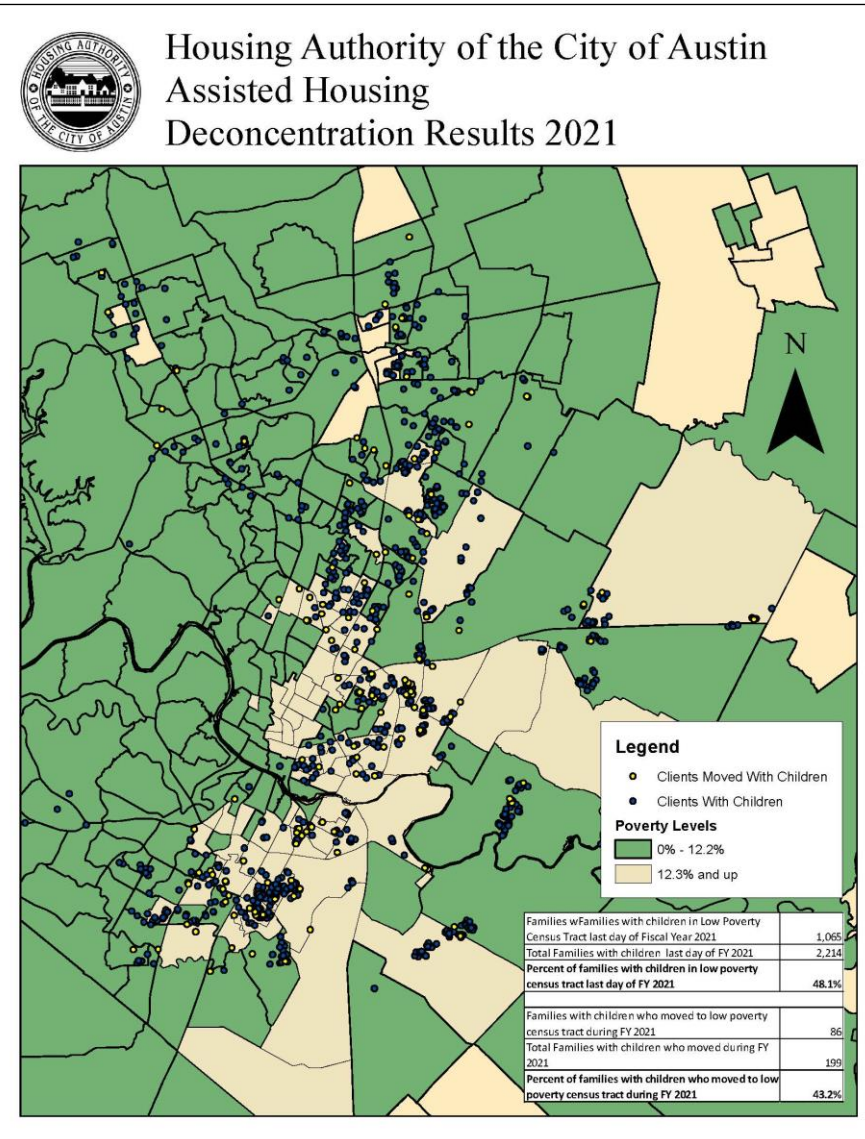 Housing Authority of the City of Austin
Assisted Housing
Deconcentration Results 2021
HOUSING AUTHORITY
OF THE CITY OF AUSTIN
N
Legend
Clients Moved With Children
Clients With Children
Poverty Levels
0% - 12.2%
12.3% and up
Families wFamilies with children in Low Poverty
Census Tract last day of Fiscal Year 2021 1,065
Total Families with children last day of FY 2021 2,214
Percent of families with children in low poverty
census tract last day of FY 2021 48.1%
Families with children who moved to low poverty
census tract during FY 2021 86
Total Families with children who moved during FY
2021 199
Percent of families with children who moved to low
poverty census tract during FY 2021 43.2%